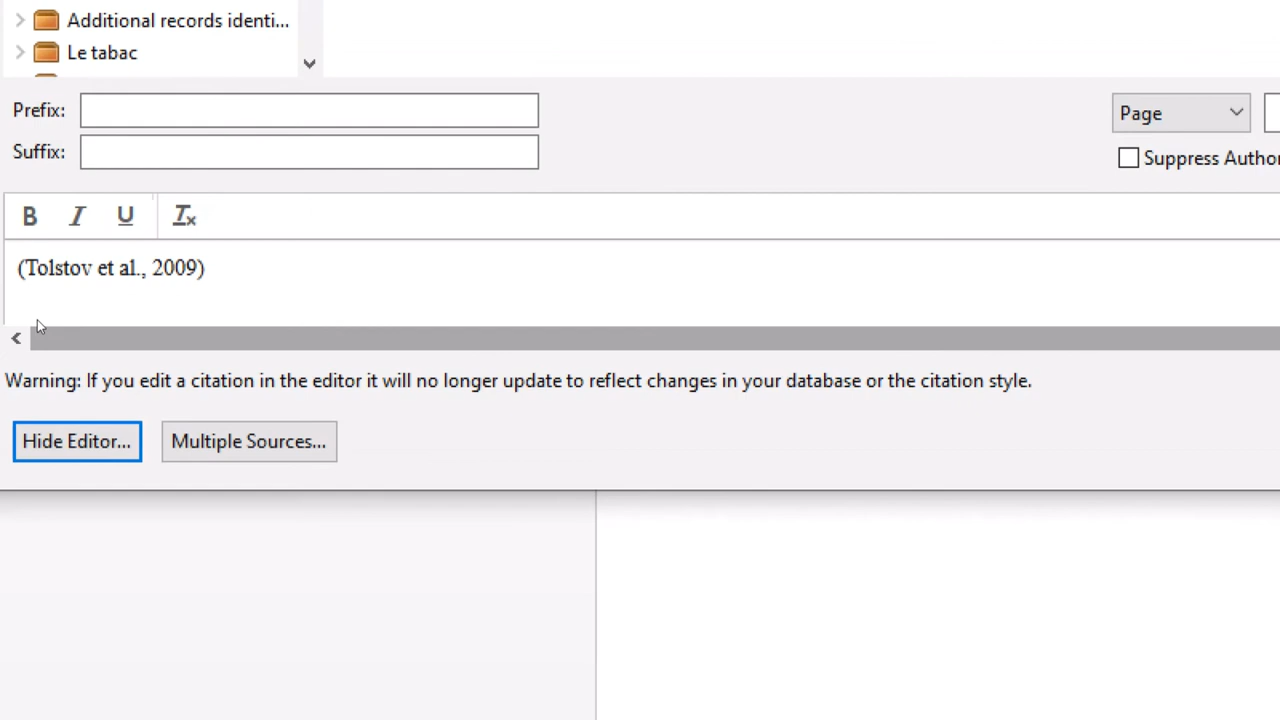 Additional records identi...
Le tabac
Prefix:
Page
Suffix:
Suppress Author
B I U Tx
(Tolstov et al., 2009)
Warning: If you edit a citation in the editor it will no longer update to reflect changes in your database or the citation style.
Hide Editor... Multiple Sources...